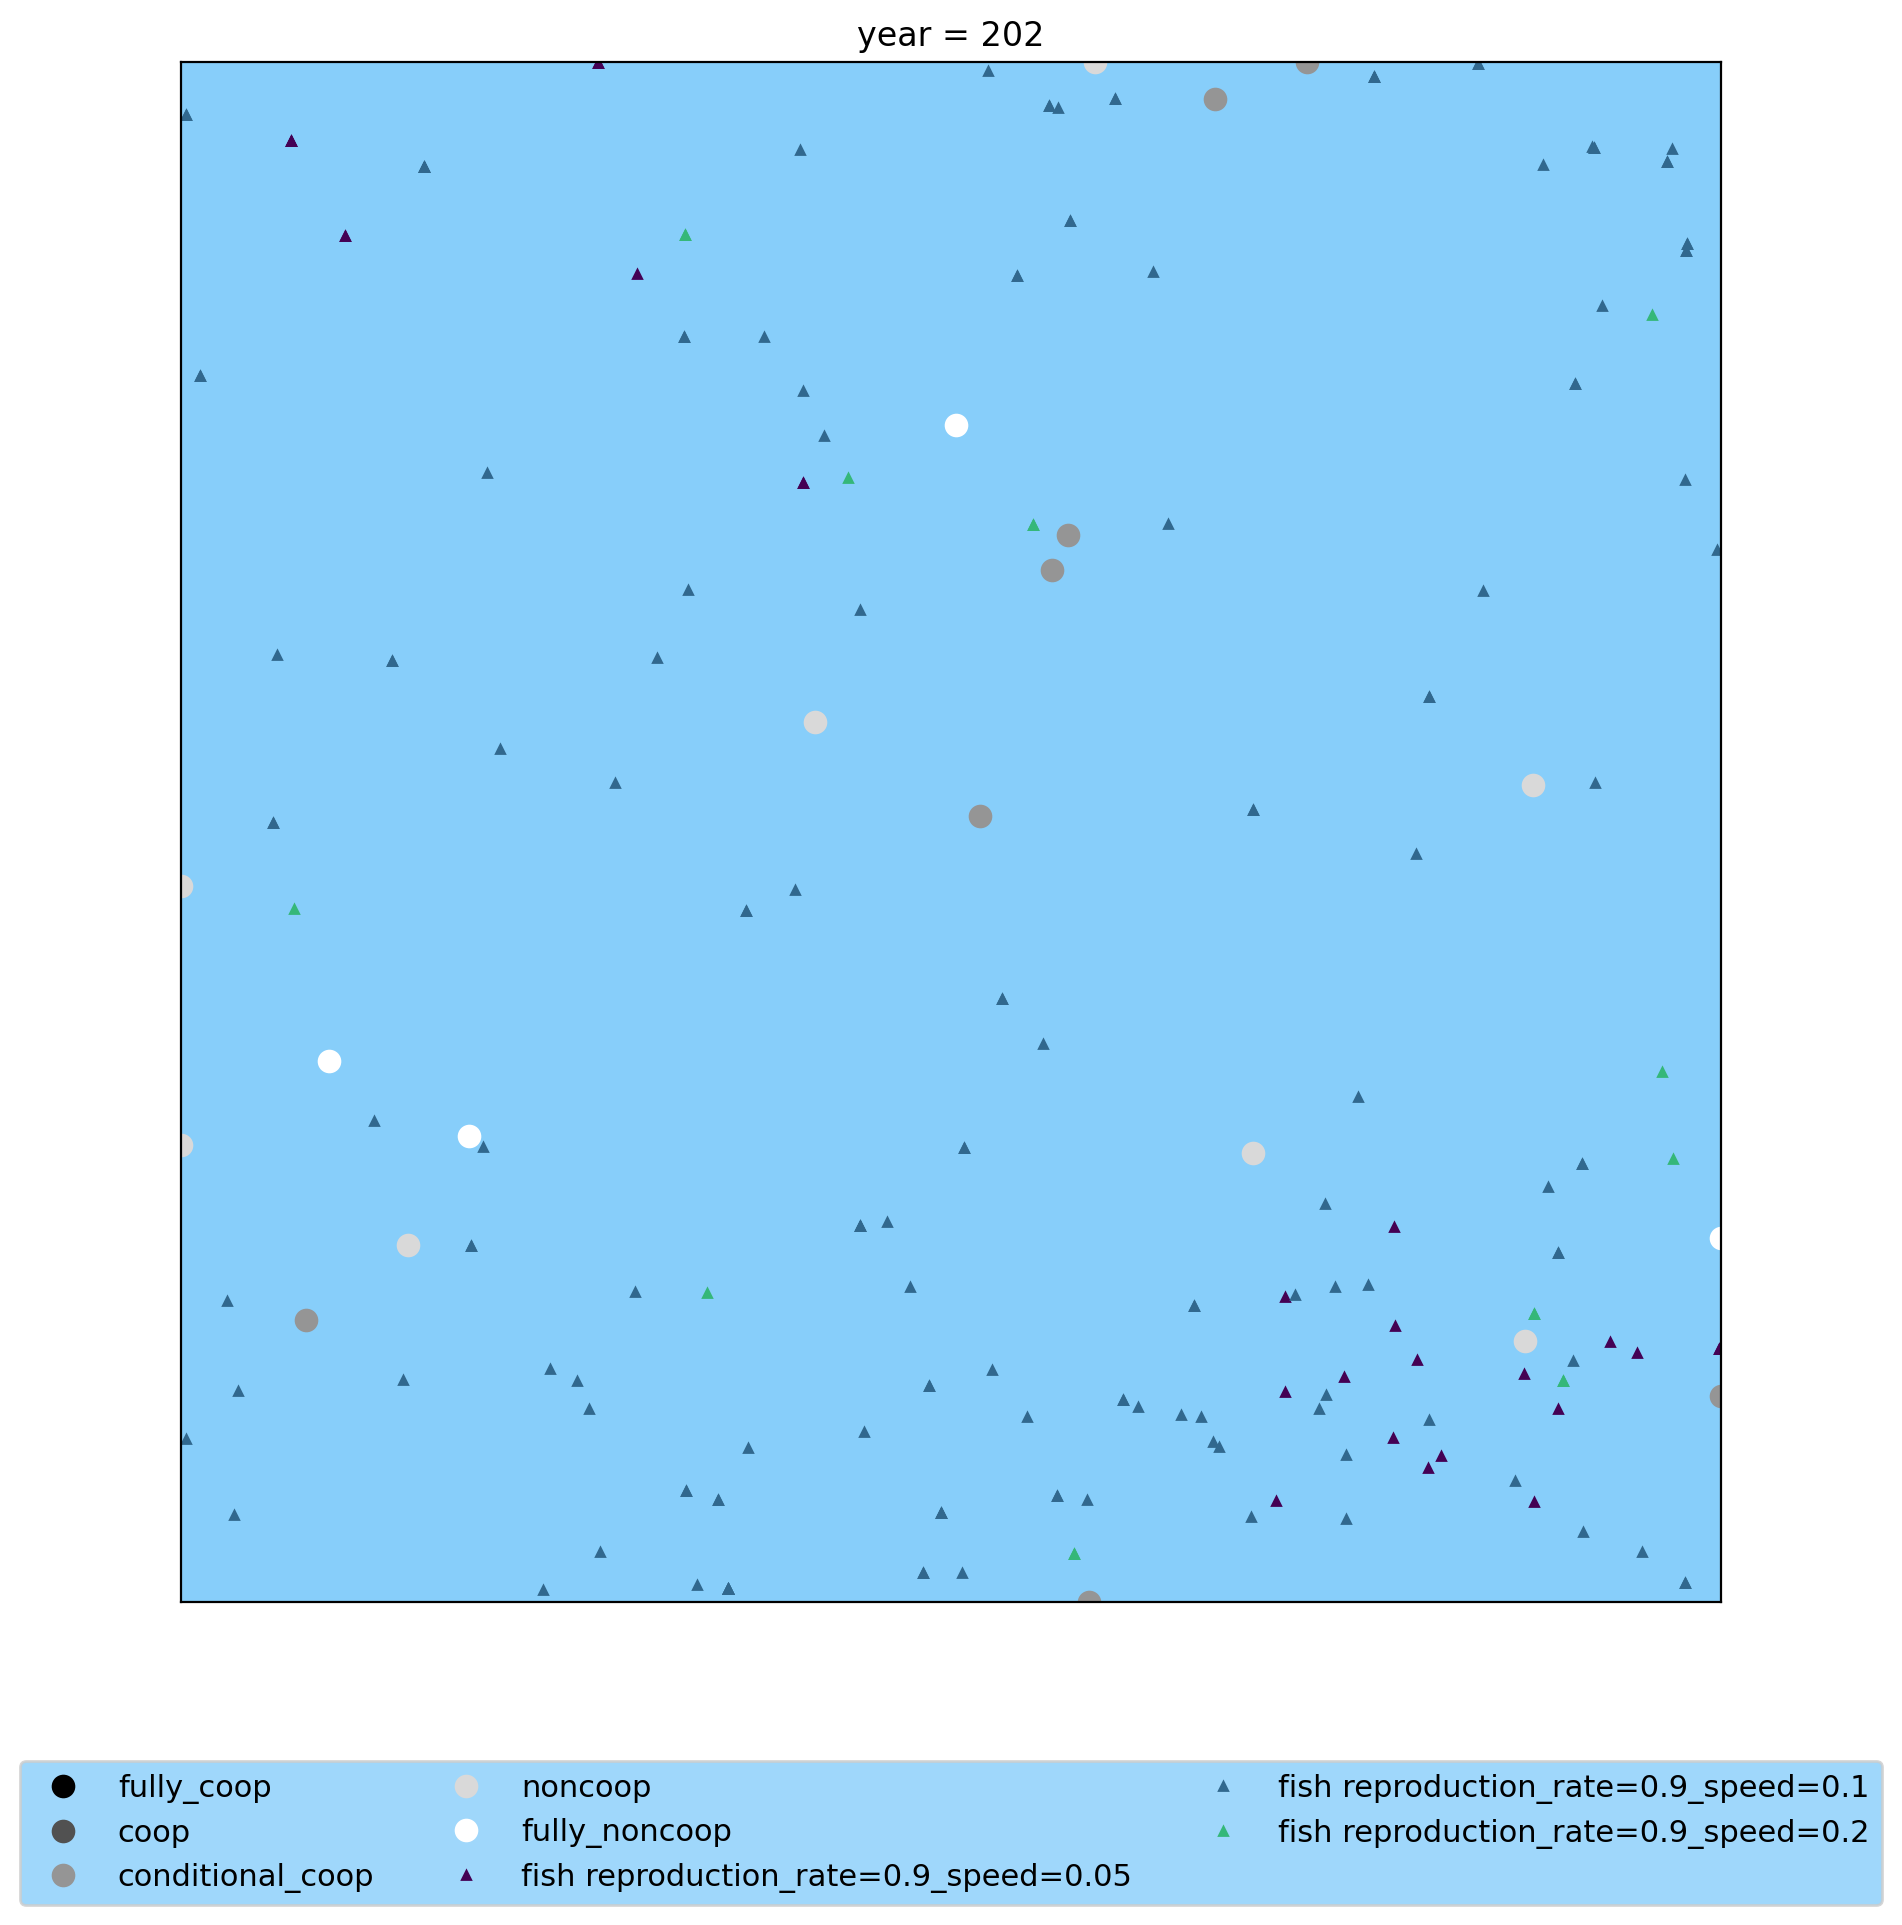 year = 202
fully_coop
coop
conditional_coop
noncoop
fully_noncoop
fish reproduction_rate=0.9_speed=0.05
fish reproduction_rate=0.9_speed=0.1
fish reproduction_rate=0.9_speed=0.2